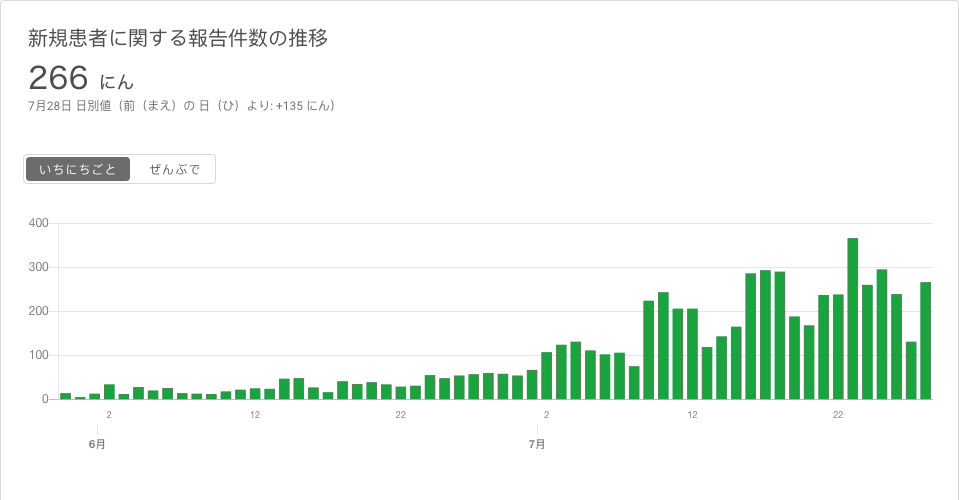 新規患者に関する報告件数の推移
266 にん
7月28日 日別値（前（まえ）の 日（ひ）より: +135 にん）
いちにちごと ぜんぶで
400
300
200
100
0
2 12 22 2 12 22
6月 7月